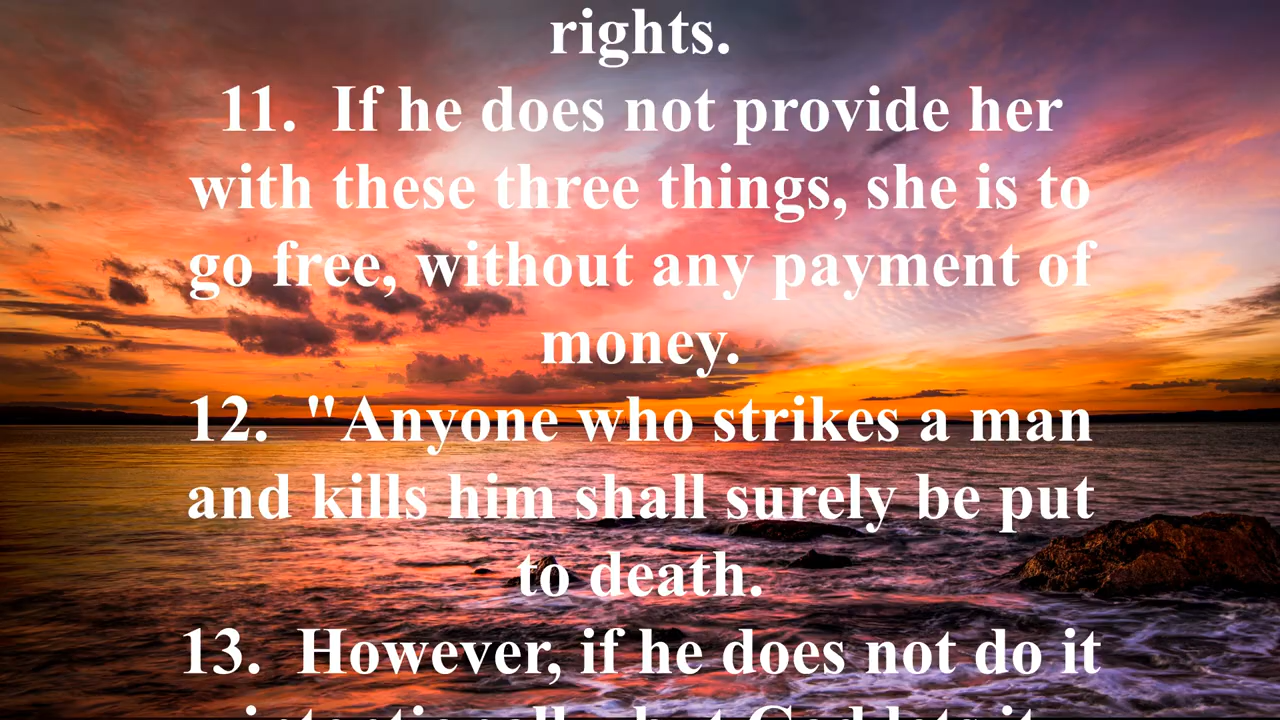 rights.
11. If he does not provide her
with these three things, she is to
go free, without any payment of
money.
12. "Anyone who strikes a man
and kills him shall surely be put
to death.
13. However, if he does not do it